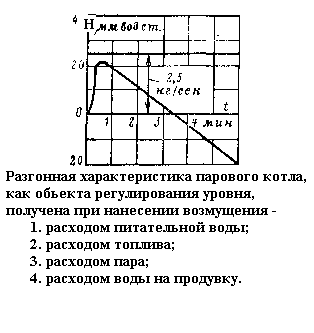 4 H, мм вод ст.
20
2,5
кг/сек
t
0 1 2 3 4 мин
20
Разгонная характеристика парового котла,
как обьекта регулирования уровня,
получена при нанесении возмущения -
1. расходом питательной воды;
2. расходом топлива;
3. расходом пара;
4. расходом воды на продувку.